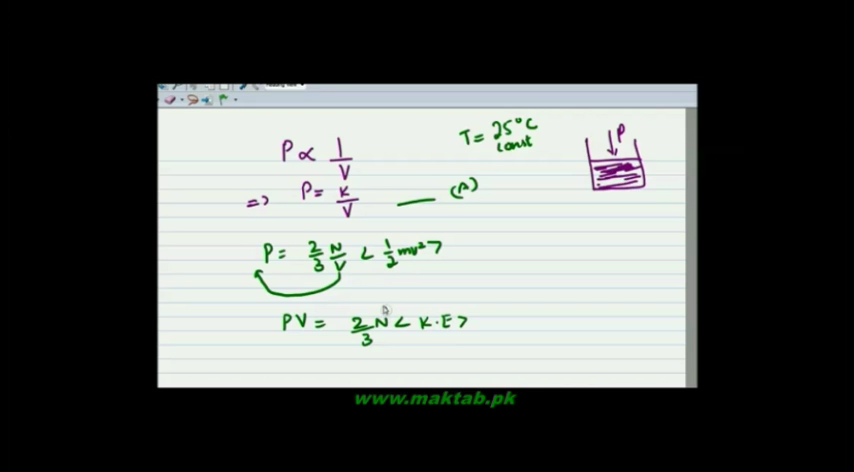 P ∝ 1/V
T = 25°C
const
P
=> P = K/V —— (A)
P = 2/3 N/V < 1/2 mv² >
PV = 2/3 N < K.E >
www.maktab.pk